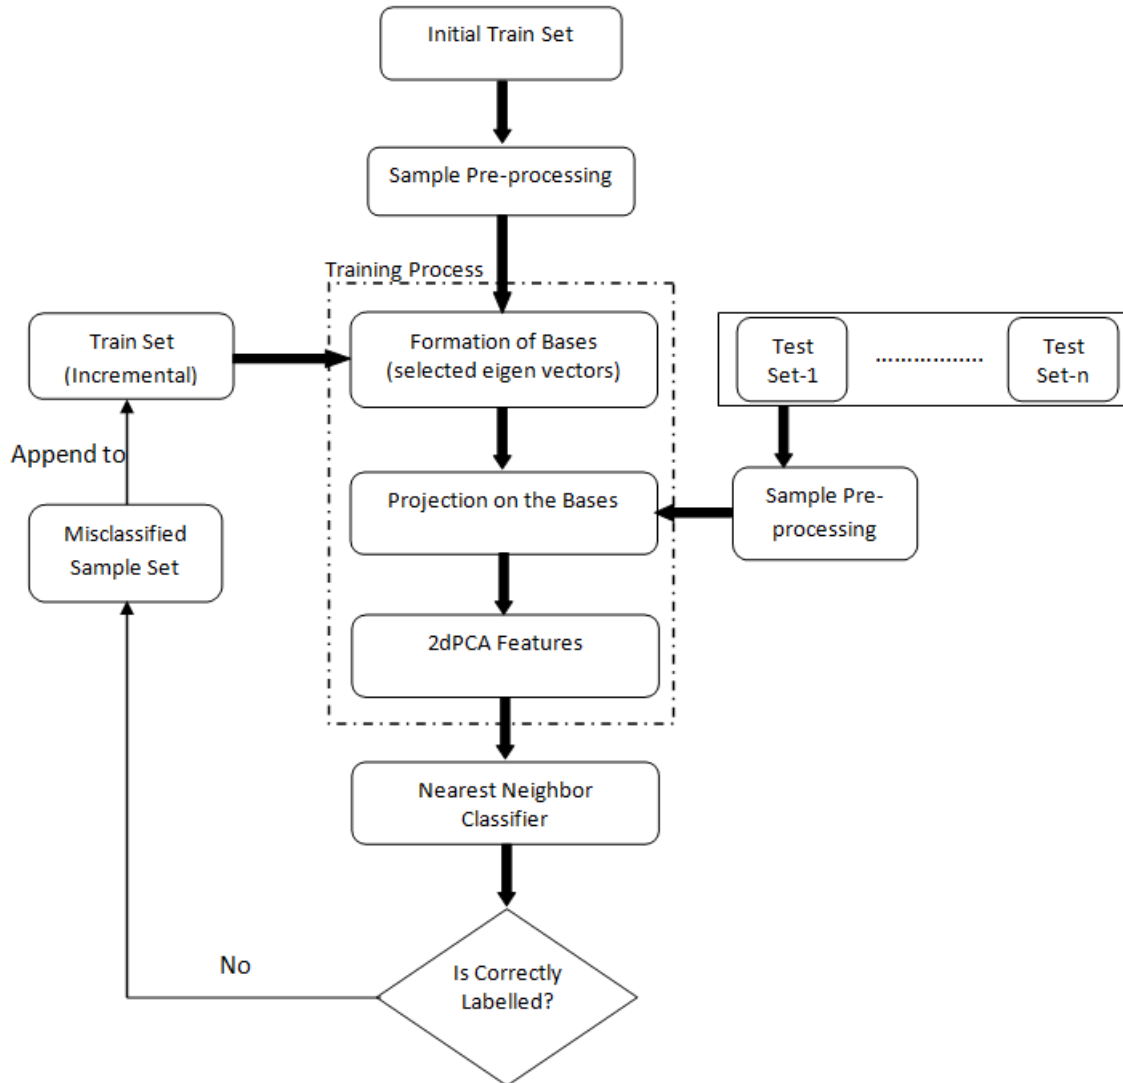 Initial Train Set
Sample Pre-processing
Training Process
Train Set
(Incremental)
Formation of Bases
(selected eigen vectors)
Test
Set-1
.................
Test
Set-n
Append to
Projection on the Bases
Sample Pre-
processing
Misclassified
Sample Set
2dPCA Features
Nearest Neighbor
Classifier
No
Is Correctly
Labelled?